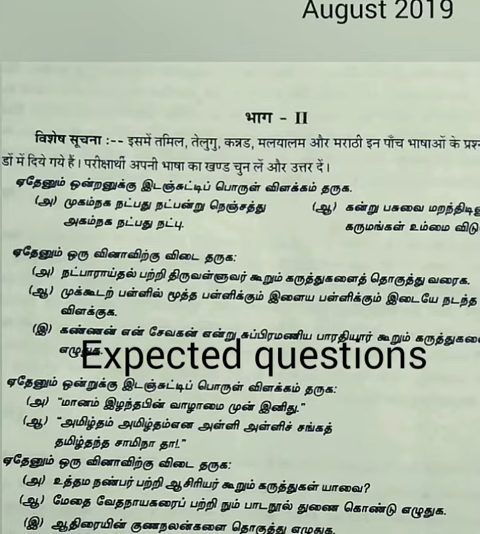 August 2019
भाग - II
विशेष सूचना :-- इसमें तमिल, तेलुगु, कन्नड, मलयालम और मराठी इन पाँच भाषाओं के प्रश्न
डों में दिये गये हैं। परीक्षार्थी अपनी भाषा का खण्ड चुन लें और उत्तर दें।
ஏதேனும் ஒன்றனுக்கு இடஞ்சுட்டிப் பொருள் விளக்கம் தருக.
(அ) முகம்நக நட்பது நட்பன்று நெஞ்சத்து (ஆ) கன்று பசுவை
அகம்நக நட்பது நட்பு. கருமங்கள் உம்மை
ஏதேனும் ஒரு வினாவிற்கு விடை தருக:
(அ) நட்பாராய்தல் பற்றி திருவள்ளுவர் கூறும் கருத்துகளைத் தொகுத்து வரைக.
(ஆ) முக்கூடற் பள்ளில் மூத்த பள்ளிக்கும் இளைய பள்ளிக்கும் இடையே நடந்த
விளக்குக.
(இ) கண்ணன் என் சேவகன் என்று சுப்பிரமணிய பாரதியார் கூறும்
எழுதுக.
Expected questions
ஏதேனும் ஒன்றுக்கு இடஞ்சுட்டிப் பொருள் விளக்கம் தருக:
(அ) "மானம் இழந்தபின் வாழாமை முன் இனிது."
(ஆ) "அமிழ்தம் அமிழ்தம்என அள்ளி அள்ளிச் சங்கத்
தமிழ்தந்த சாமிநா தா!."
ஏதேனும் ஒரு வினாவிற்கு விடை தருக:
(அ) உத்தம நண்பர் பற்றி ஆசிரியர் கூறும் கருத்துகள் யாவை?
(ஆ) மேதை வேதநாயகரைப் பற்றி நும் பாடநூல் துணை கொண்டு எழுதுக.
(இ) ஆதிரையின் குணநலன்களை தொகுத்து எழுதுக.